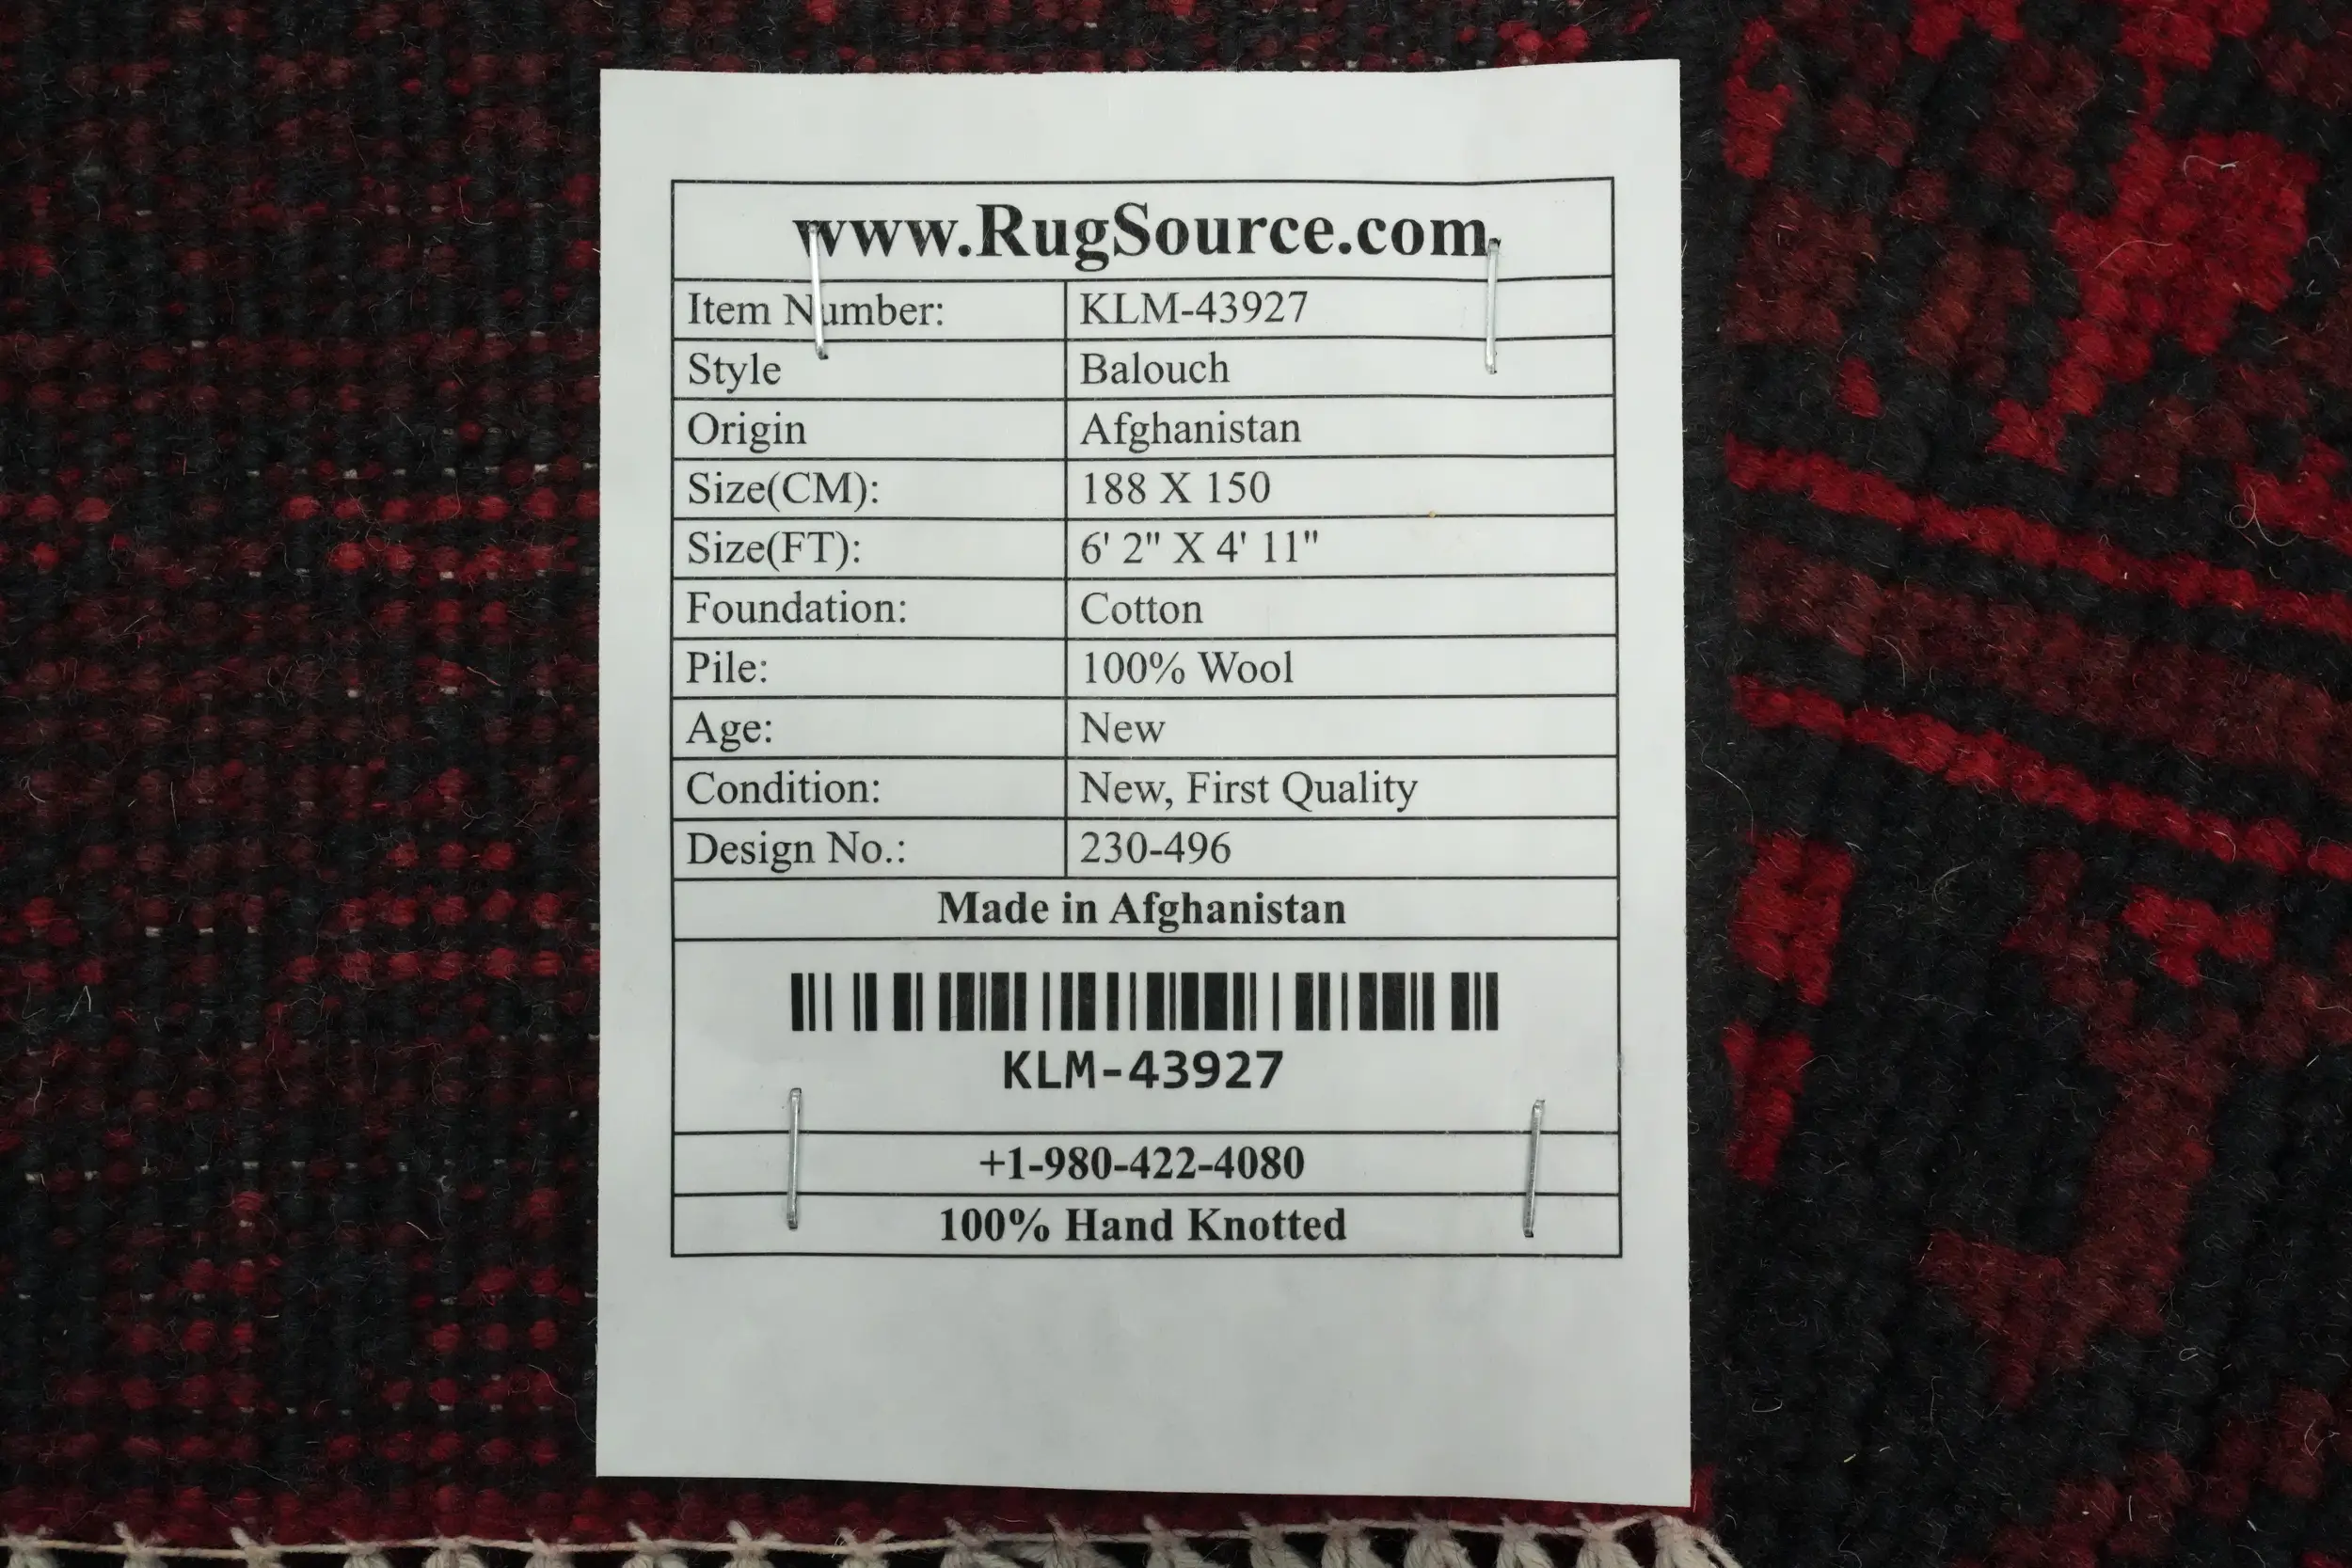 www.RugSource.com
Item Number: KLM-43927
Style Balouch
Origin Afghanistan
Size(CM): 188 X 150
Size(FT): 6' 2" X 4' 11"
Foundation: Cotton
Pile: 100% Wool
Age: New
Condition: New, First Quality
Design No.: 230-496
Made in Afghanistan
KLM-43927
+1-980-422-4080
100% Hand Knotted